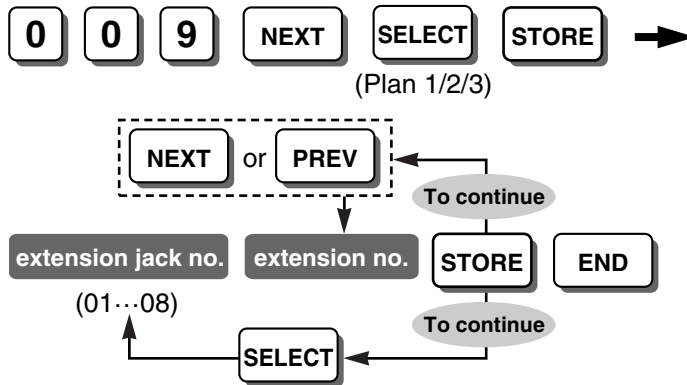 0 0 9 NEXT SELECT STORE
(Plan 1/2/3)
NEXT or PREV
To continue
extension jack no. extension no. STORE END
(01···08)
To continue
SELECT